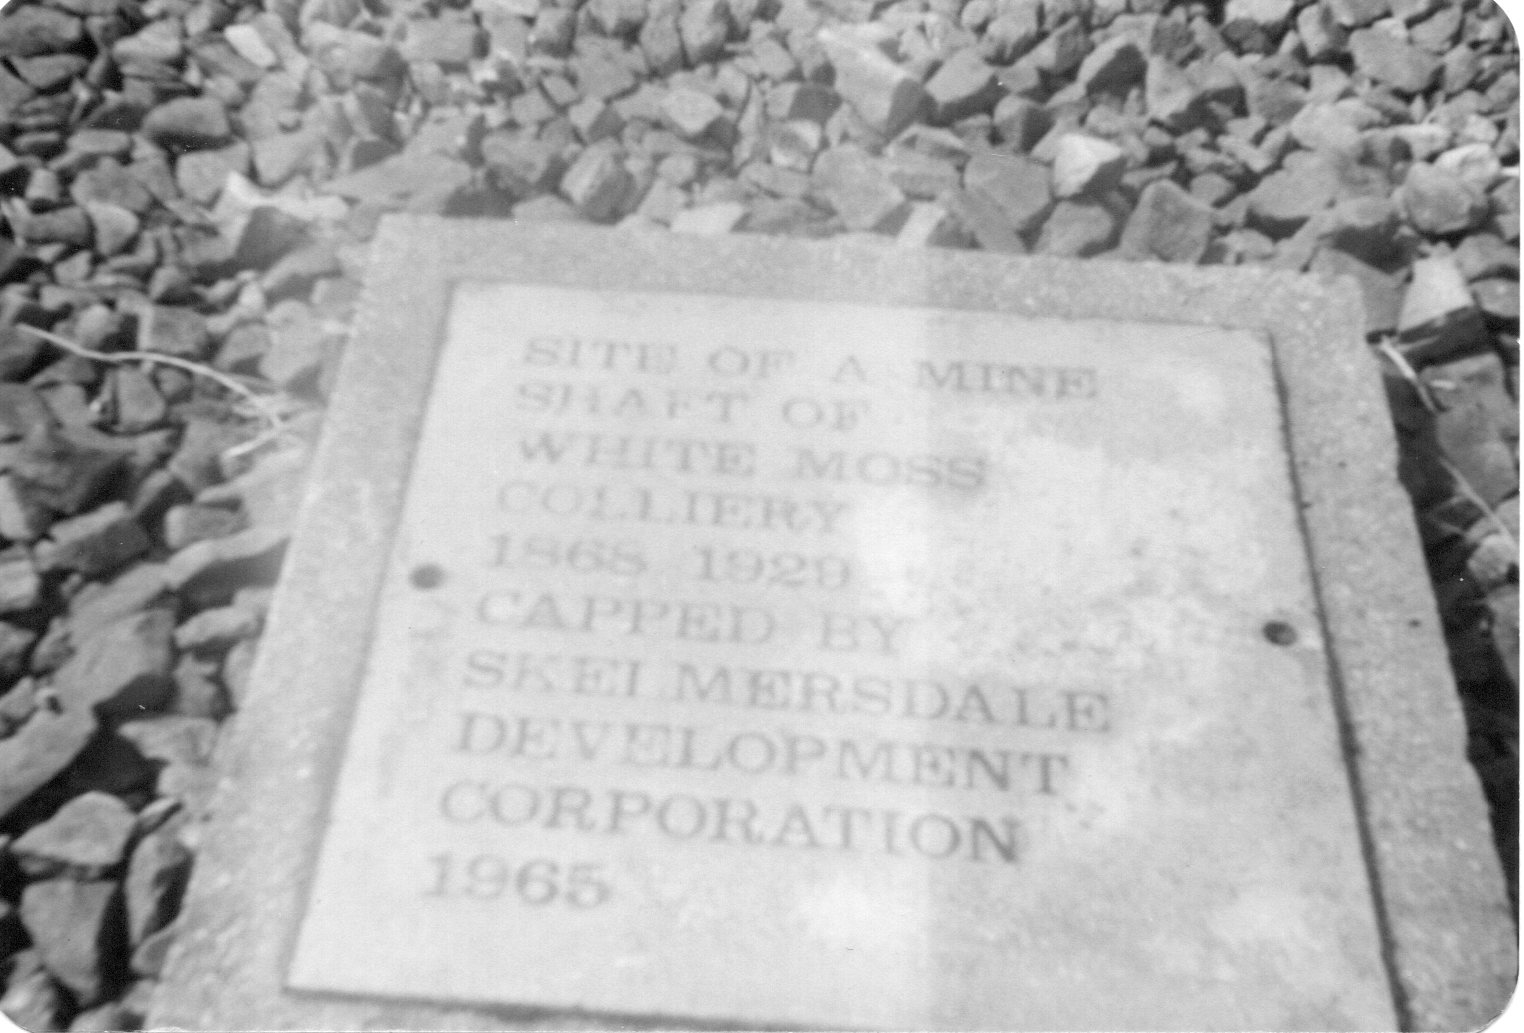 SITE OF A MINE
SHAFT OF
WHITE MOSS
COLLIERY
1868 1929
CAPPED BY
SKELMERSDALE
DEVELOPMENT
CORPORATION
1965